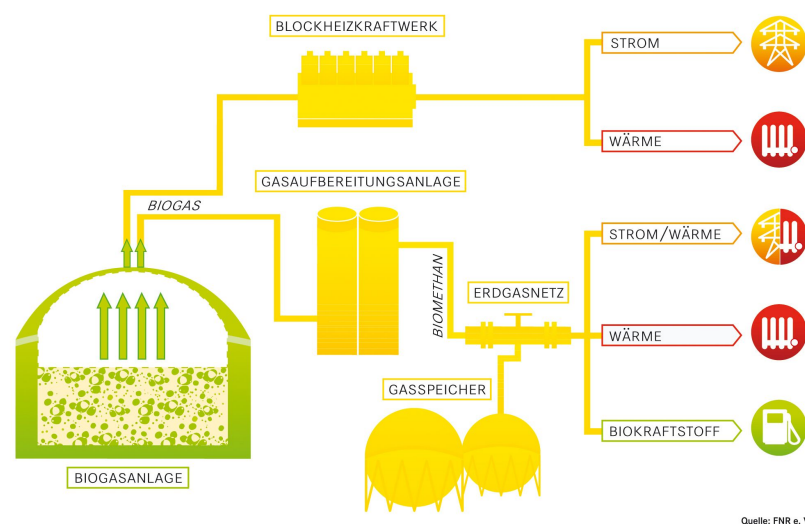 BLOCKHEIZKRAFTWERK
STROM
WÄRME
BIOGAS
GASAUFBEREITUNGSANLAGE
STROM/WÄRME
BIOMETHAN
ERDGASNETZ
WÄRME
GASSPEICHER
BIOKRAFTSTOFF
BIOGASANLAGE
Quelle: FNR e. V